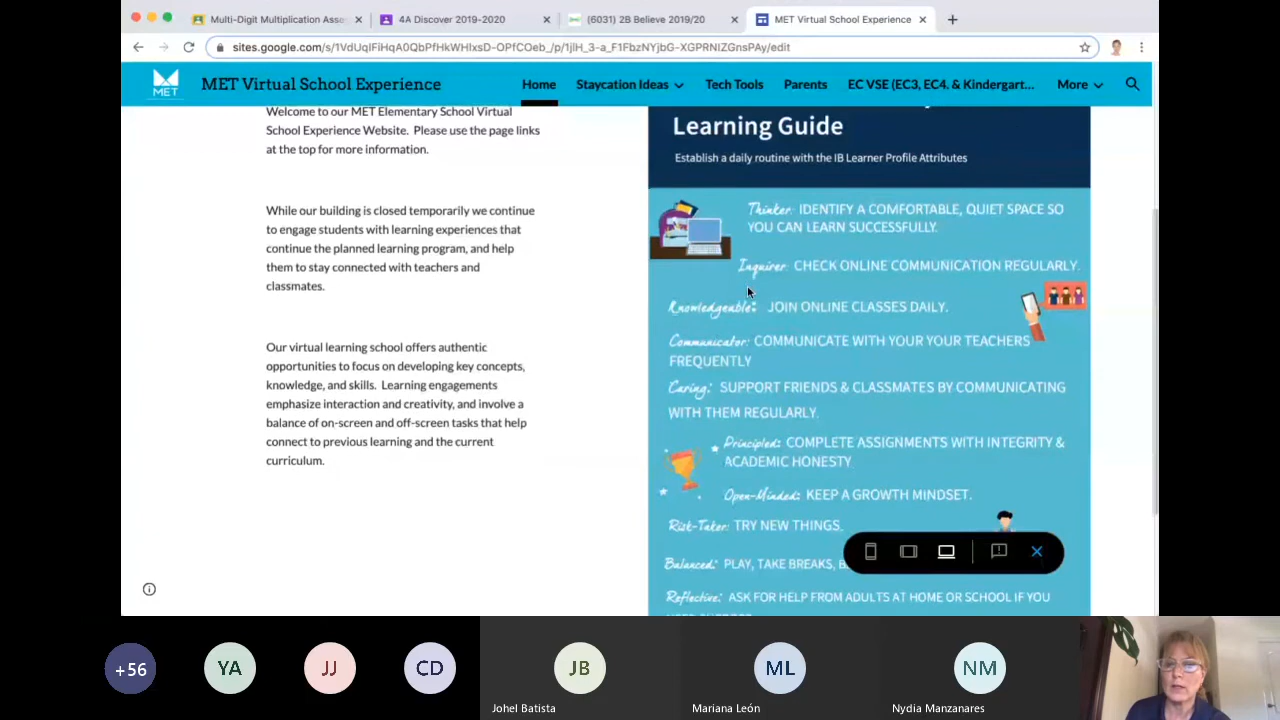 Multi-Digit Multiplication Asse
4A Discover 2019-2020
(6031) 2B Believe 2019/20
MET Virtual School Experience
sites.google.com/s/1VdUqIFiHqA0QbPfHkWHIxsD-OPfCOeb_/p/1jlH_3-a_F1FbzNYjbG-XGPRNIZGnsPAy/edit
MET
MET Virtual School Experience
Home
Staycation Ideas
Tech Tools
Parents
EC VSE (EC3, EC4, & Kindergart...
More
Welcome to our MET Elementary School Virtual
School Experience Website. Please use the page links
at the top for more information.
While our building is closed temporarily we continue
to engage students with learning experiences that
continue the planned learning program, and help
them to stay connected with teachers and
classmates.
Our virtual learning school offers authentic
opportunities to focus on developing key concepts,
knowledge, and skills. Learning engagements
emphasize interaction and creativity, and involve a
balance of on-screen and off-screen tasks that help
connect to previous learning and the current
curriculum.
Learning Guide
Establish a daily routine with the IB Learner Profile Attributes
Thinker: IDENTIFY A COMFORTABLE, QUIET SPACE SO
YOU CAN LEARN SUCCESSFULLY.
Inquirer: CHECK ONLINE COMMUNICATION REGULARLY.
Knowledgeable: JOIN ONLINE CLASSES DAILY.
Communicator: COMMUNICATE WITH YOUR YOUR TEACHERS
FREQUENTLY
Caring: SUPPORT FRIENDS & CLASSMATES BY COMMUNICATING
WITH THEM REGULARLY.
Principled: COMPLETE ASSIGNMENTS WITH INTEGRITY &
ACADEMIC HONESTY
Open-Minded: KEEP A GROWTH MINDSET.
Risk-Taker: TRY NEW THINGS.
Balanced: PLAY, TAKE BREAKS,
Reflective: ASK FOR HELP FROM ADULTS AT HOME OR SCHOOL IF YOU
+56
YA
JJ
CD
JB
ML
NM
Johel Batista
Mariana León
Nydia Manzanares